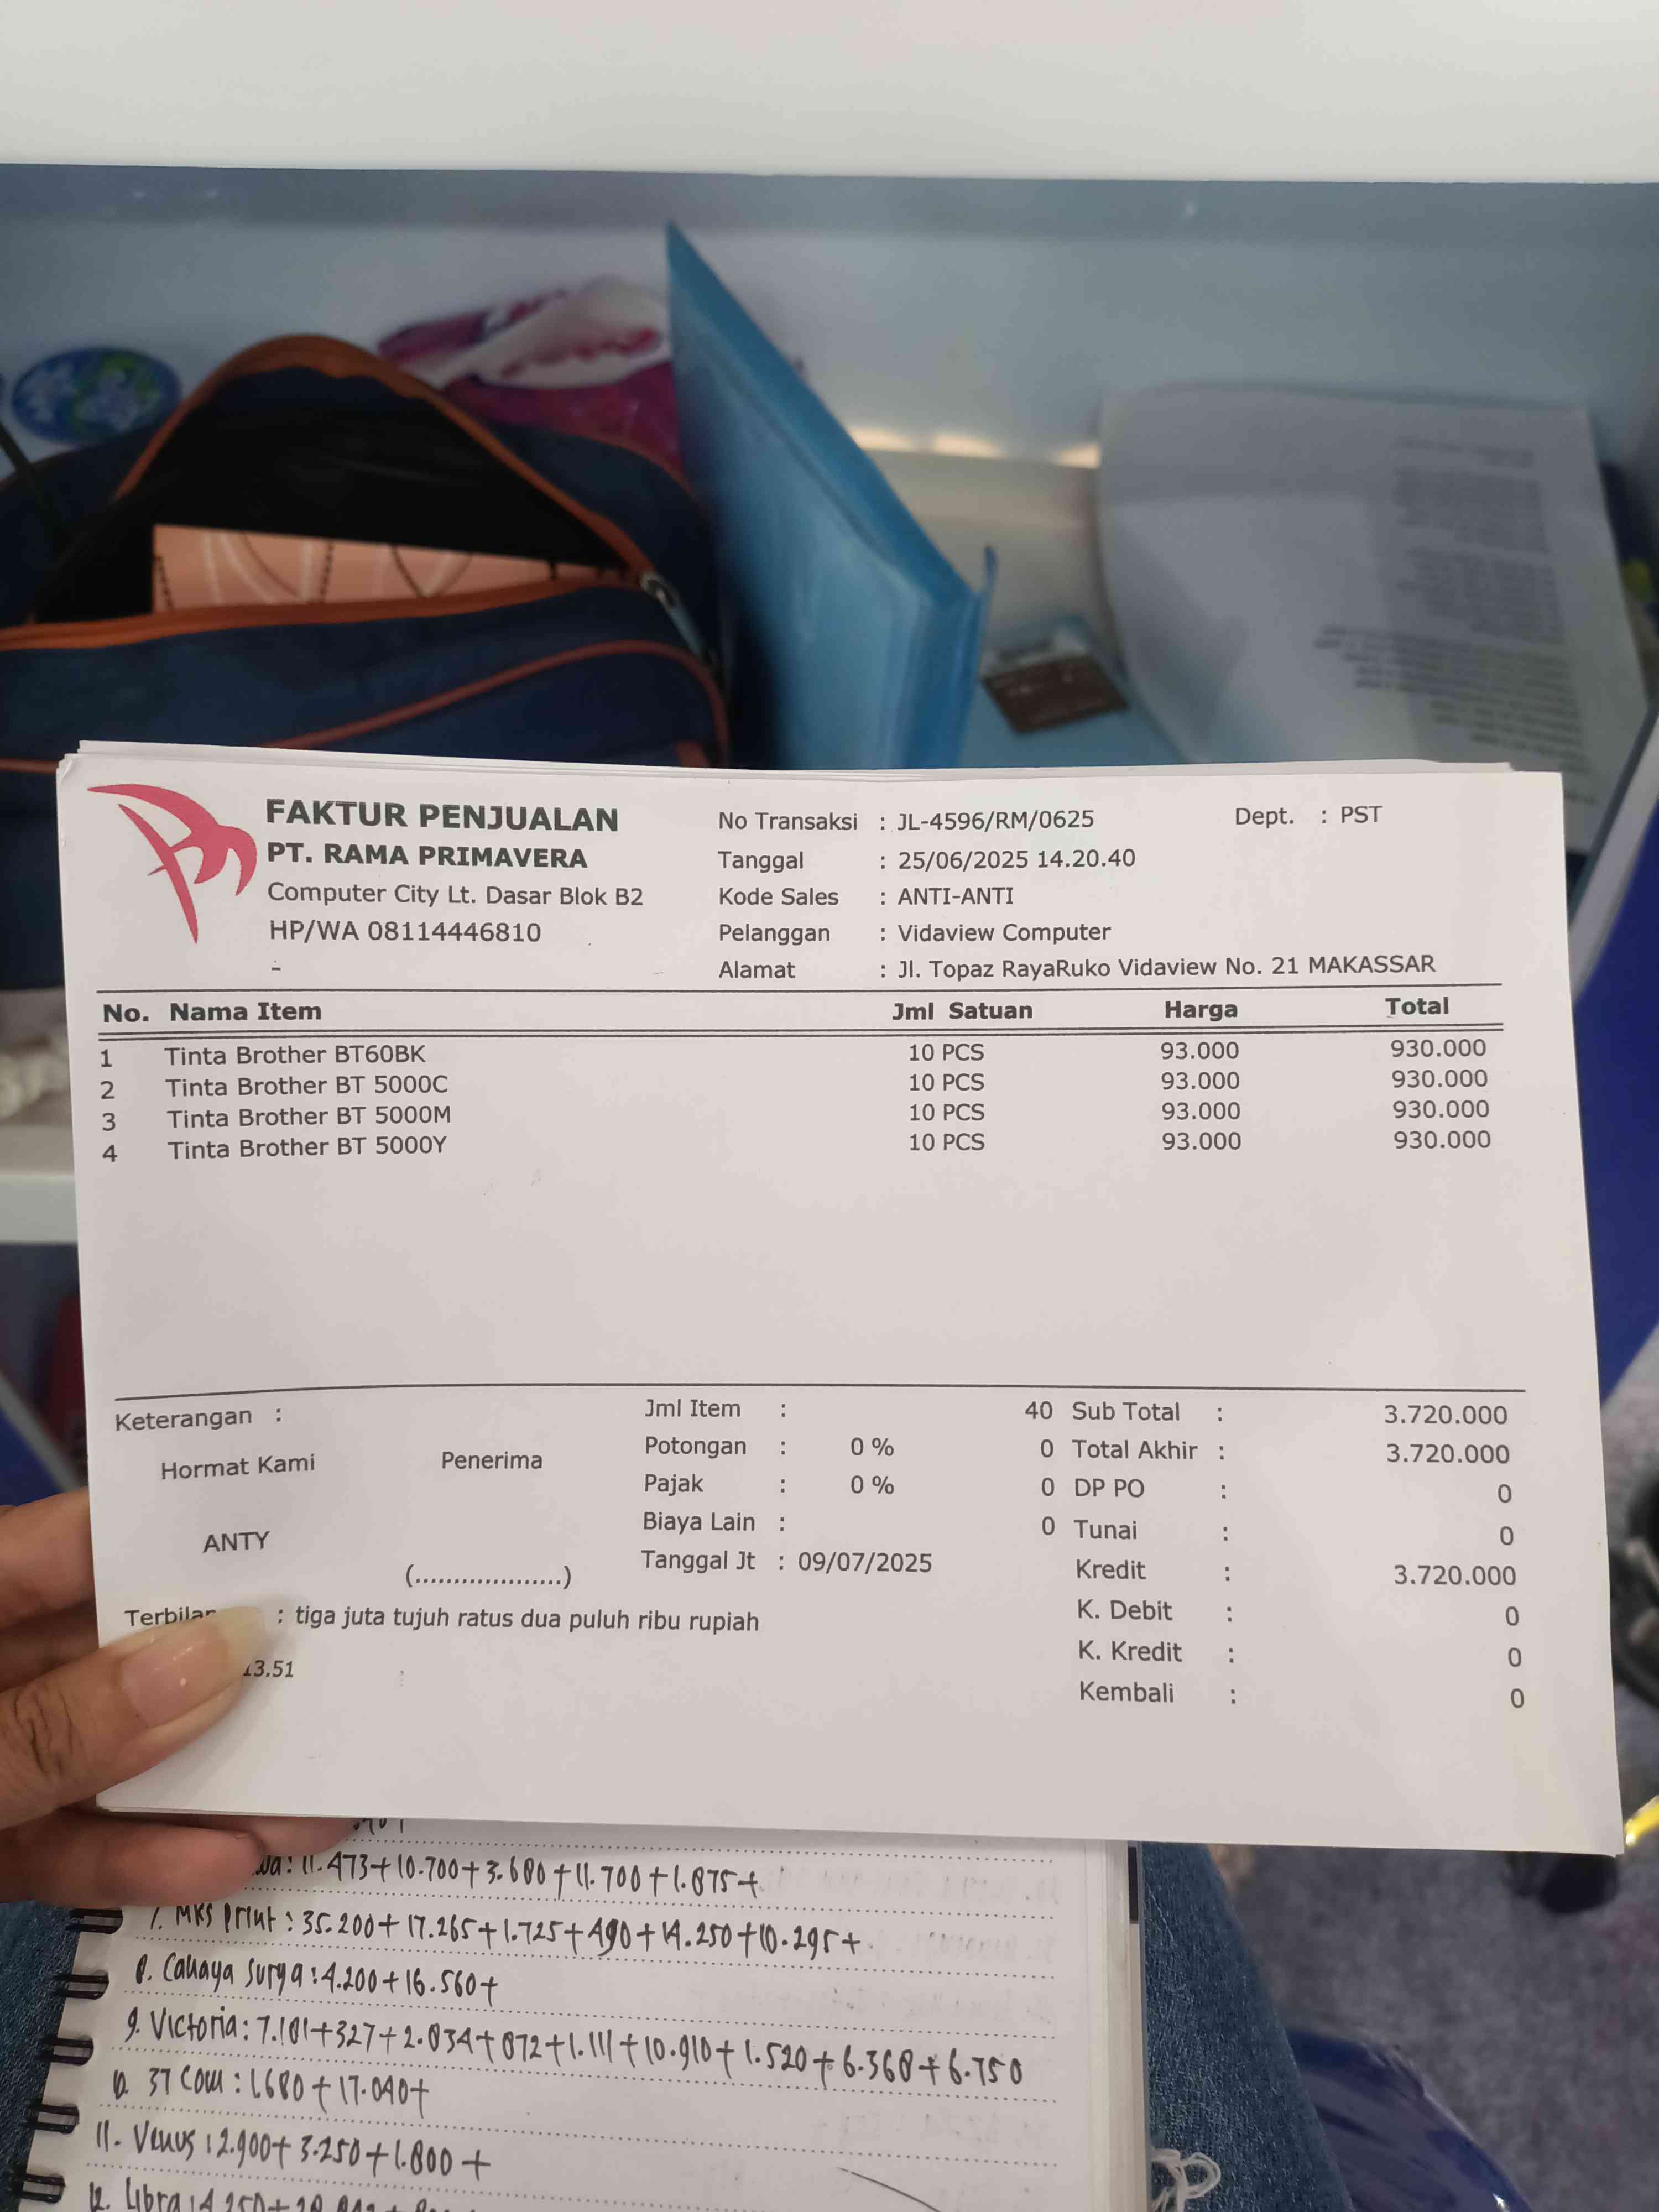 FAKTUR PENJUALAN
PT. RAMA PRIMAVERA
Computer City Lt. Dasar Blok B2
HP/WA 08114446810
-
No Transaksi : JL-4596/RM/0625 Dept. : PST
Tanggal : 25/06/2025 14.20.40
Kode Sales : ANTI-ANTI
Pelanggan : Vidaview Computer
Alamat : Jl. Topaz RayaRuko Vidaview No. 21 MAKASSAR
No. Nama Item Jml Satuan Harga Total
1 Tinta Brother BT60BK 10 PCS 93.000 930.000
2 Tinta Brother BT 5000C 10 PCS 93.000 930.000
3 Tinta Brother BT 5000M 10 PCS 93.000 930.000
4 Tinta Brother BT 5000Y 10 PCS 93.000 930.000
Keterangan :
Hormat Kami Penerima
ANTY
(...................)
Jml Item : 40
Potongan : 0 % 0
Pajak : 0 % 0
Biaya Lain : 0
Tanggal Jt : 09/07/2025
Sub Total : 3.720.000
Total Akhir : 3.720.000
DP PO : 0
Tunai : 0
Kredit : 3.720.000
K. Debit : 0
K. Kredit : 0
Kembali : 0
: tiga juta tujuh ratus dua puluh ribu rupiah
13.51
: 11.473+10.700+3.680+11.700+1.875+
7. MKS Print : 35.200+17.265+1.725+490+14.250+10.295+
8. Cahaya Surya : 4.200+16.560+
9. Victoria : 7.181+327+2.834+872+1.111+10.910+1.520+6.368+6.750
10. 37 Com : 1.680+17.040+
11. Venus : 2.900+3.250+1.800+
12. Libra :